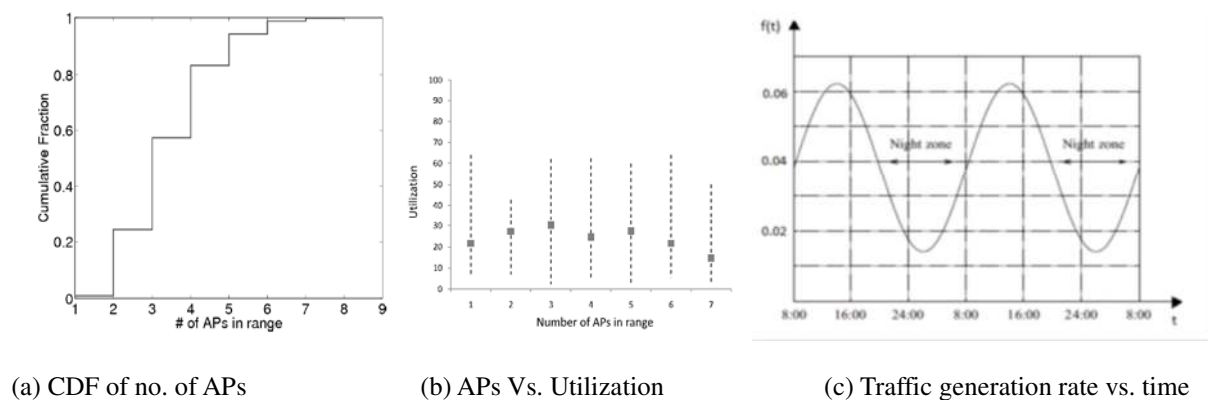 1
0.8
0.6
0.4
0.2
0
Cumulative Fraction
1 2 3 4 5 6 7 8 9
# of APs in range
100
90
80
70
60
50
40
30
20
10
0
Utilization
1 2 3 4 5 6 7
Number of APs in range
f(t)
0.06
0.04
0.02
Night zone
Night zone
8:00 16:00 24:00 8:00 16:00 24:00 8:00
t
(a) CDF of no. of APs
(b) APs Vs. Utilization
(c) Traffic generation rate vs. time